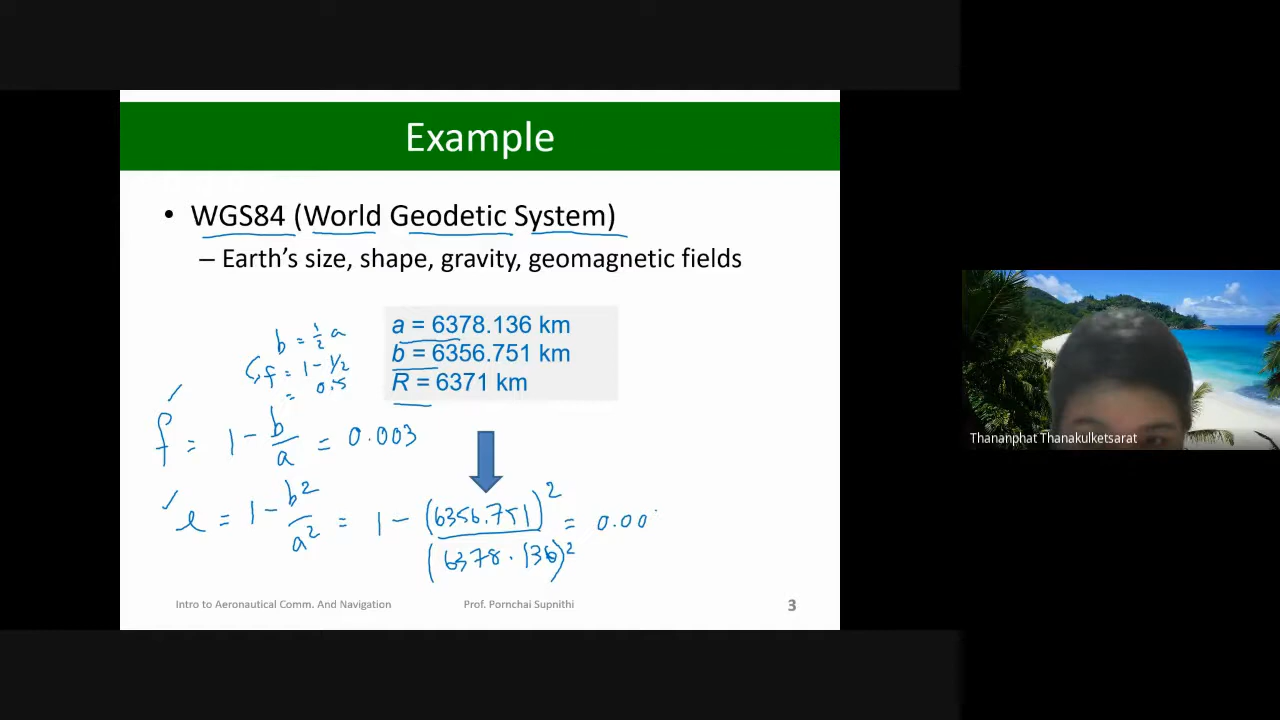 Example
• WGS84 (World Geodetic System)
– Earth's size, shape, gravity, geomagnetic fields
a = 6378.136 km
b = 6356.751 km
R = 6371 km
b = 1/2 a
f = 1 - 1/2
= 0.5
f = 1 - b/a = 0.003
e = 1 - b²/a² = 1 - (6356.751)²/(6378.136)² = 0.00
Intro to Aeronautical Comm. And Navigation
Prof. Pornchai Supnithi
3
Thananphat Thanakulketsarat